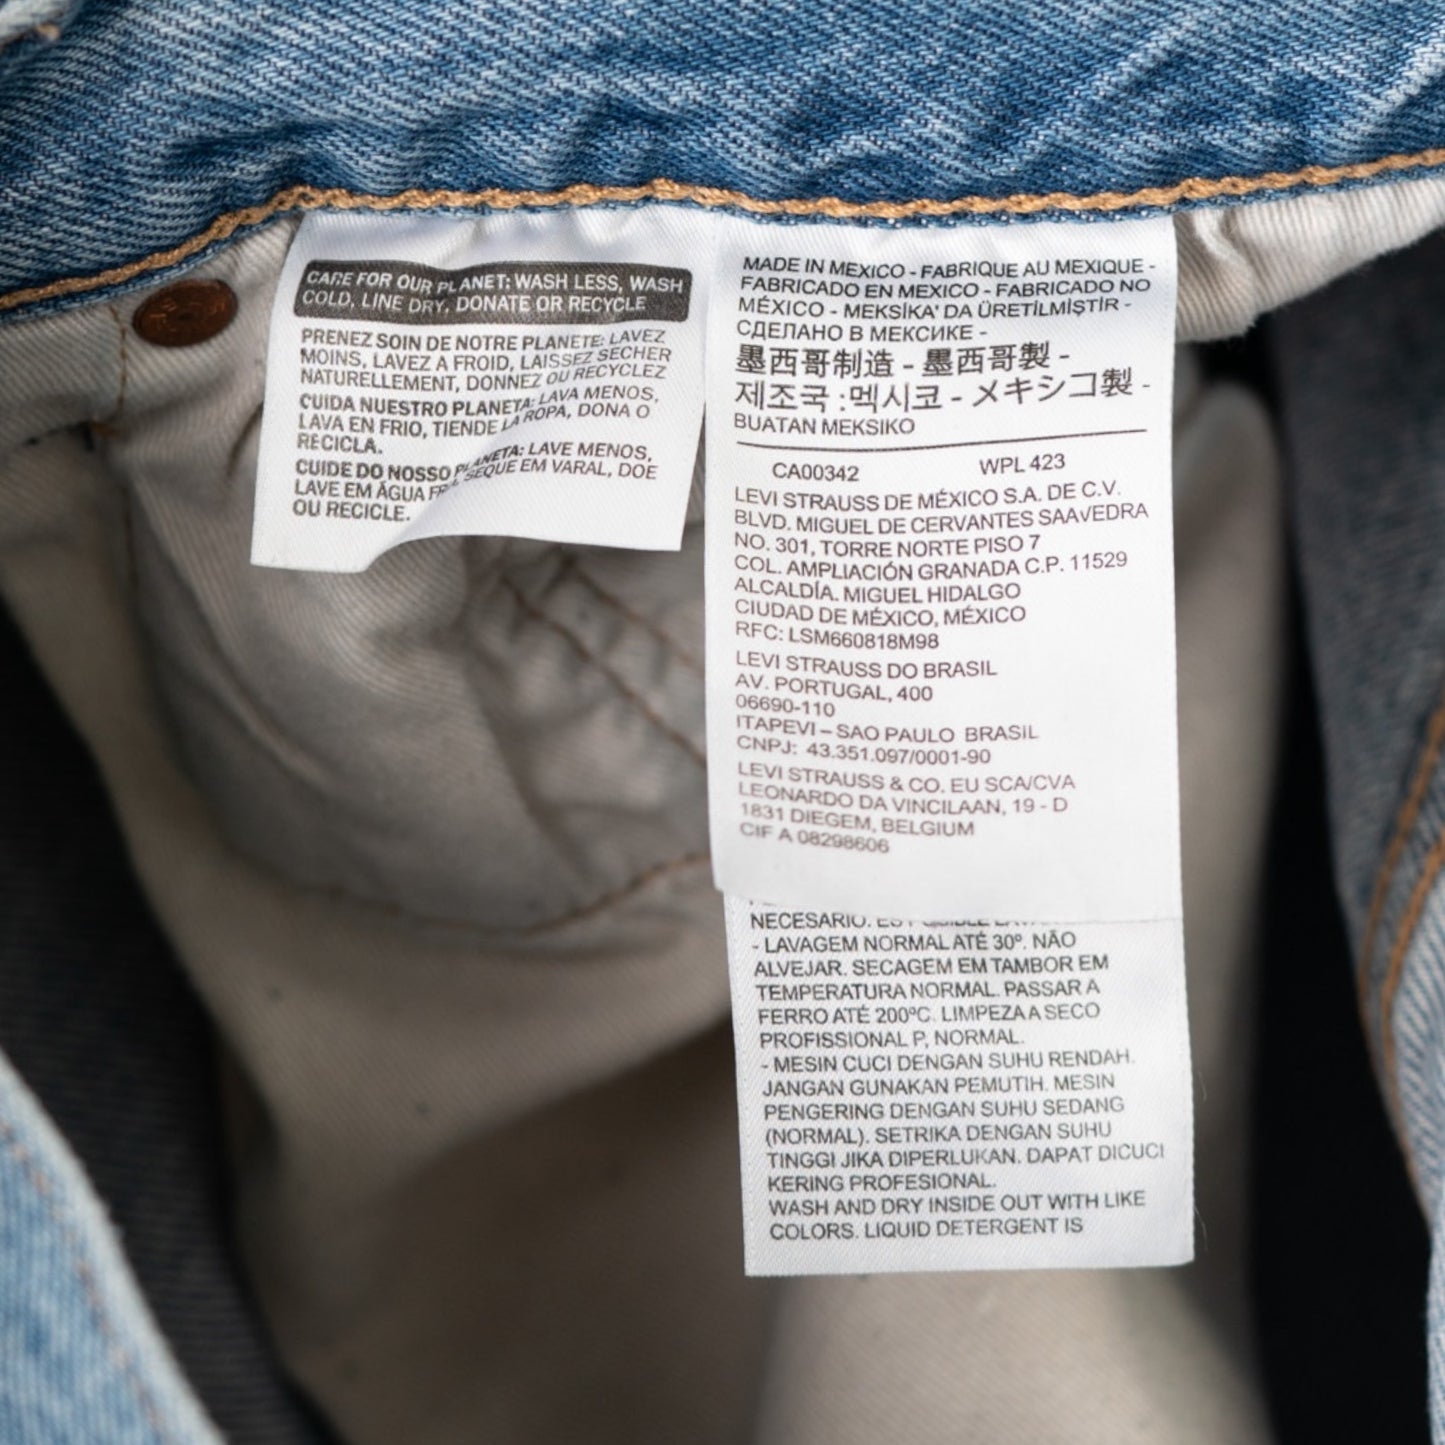 CARE FOR OUR PLANET: WASH LESS, WASH
COLD, LINE DRY, DONATE OR RECYCLE
PRENEZ SOIN DE NOTRE PLANETE: LAVEZ
MOINS, LAVEZ A FROID, LAISSEZ SECHER
NATURELLEMENT, DONNEZ OU RECYCLEZ
CUIDA NUESTRO PLANETA: LAVA MENOS,
LAVA EN FRIO, TIENDE LA ROPA, DONA O
RECICLA.
CUIDE DO NOSSO PLANETA: LAVE MENOS,
LAVE EM ÁGUA SEQUE EM VARAL, DOE
OU RECICLE.
MADE IN MEXICO - FABRIQUE AU MEXIQUE -
FABRICADO EN MEXICO - FABRICADO NO
MÉXICO - MEKSİKA' DA ÜRETİLMİŞTİR -
СДЕЛАНО В МЕКСИКЕ -
墨西哥制造 - 墨西哥製 -
제조국 :멕시코 - メキシコ製 -
BUATAN MEKSIKO
CA00342 WPL 423
LEVI STRAUSS DE MÉXICO S.A. DE C.V.
BLVD. MIGUEL DE CERVANTES SAAVEDRA
NO. 301, TORRE NORTE PISO 7
COL. AMPLIACIÓN GRANADA C.P. 11529
ALCALDÍA. MIGUEL HIDALGO
CIUDAD DE MÉXICO, MÉXICO
RFC: LSM660818M98
LEVI STRAUSS DO BRASIL
AV. PORTUGAL, 400
06690-110
ITAPEVI – SAO PAULO BRASIL
CNPJ: 43.351.097/0001-90
LEVI STRAUSS & CO. EU SCA/CVA
LEONARDO DA VINCILAAN, 19 - D
1831 DIEGEM, BELGIUM
CIF A 08298606
NECESARIO.
- LAVAGEM NORMAL ATÉ 30º. NÃO
ALVEJAR. SECAGEM EM TAMBOR EM
TEMPERATURA NORMAL. PASSAR A
FERRO ATÉ 200ºC. LIMPEZA A SECO
PROFISSIONAL P, NORMAL.
- MESIN CUCI DENGAN SUHU RENDAH.
JANGAN GUNAKAN PEMUTIH. MESIN
PENGERING DENGAN SUHU SEDANG
(NORMAL). SETRIKA DENGAN SUHU
TINGGI JIKA DIPERLUKAN. DAPAT DICUCI
KERING PROFESIONAL.
WASH AND DRY INSIDE OUT WITH LIKE
COLORS. LIQUID DETERGENT IS